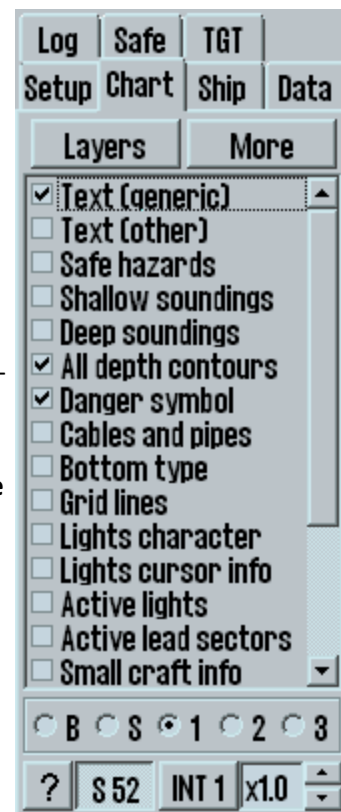 Log Safe TGT
Setup Chart Ship Data
Layers More
Text (generic)
Text (other)
Safe hazards
Shallow soundings
Deep soundings
All depth contours
Danger symbol
Cables and pipes
Bottom type
Grid lines
Lights character
Lights cursor info
Active lights
Active lead sectors
Small craft info
B S 1 2 3
? S 52 INT 1 x1.0